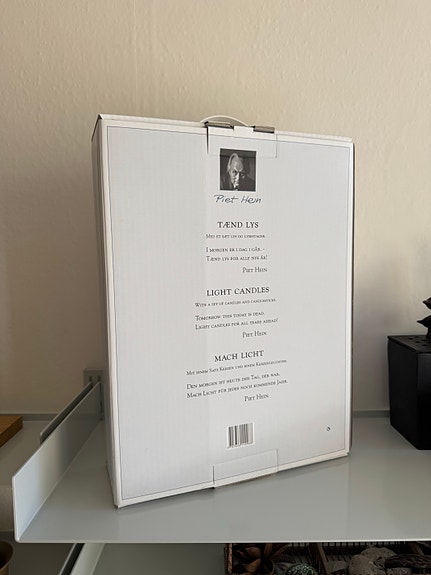 Piet Hein
TÆND LYS
Med et sæt lys og lysestager.
I morgen er i dag i går. –
Tænd lys for alle nye år!
Piet Hein
LIGHT CANDLES
With a set of candles and candlesticks.
Tomorrow this today is dead.
Light candles for all years ahead!
Piet Hein
MACH LICHT
Mit einem Satz Kerzen und einem Kerzenleuchter.
Den morgen ist heute der Tag, der war,
Mach Licht für jedes noch kommende Jahr.
Piet Hein